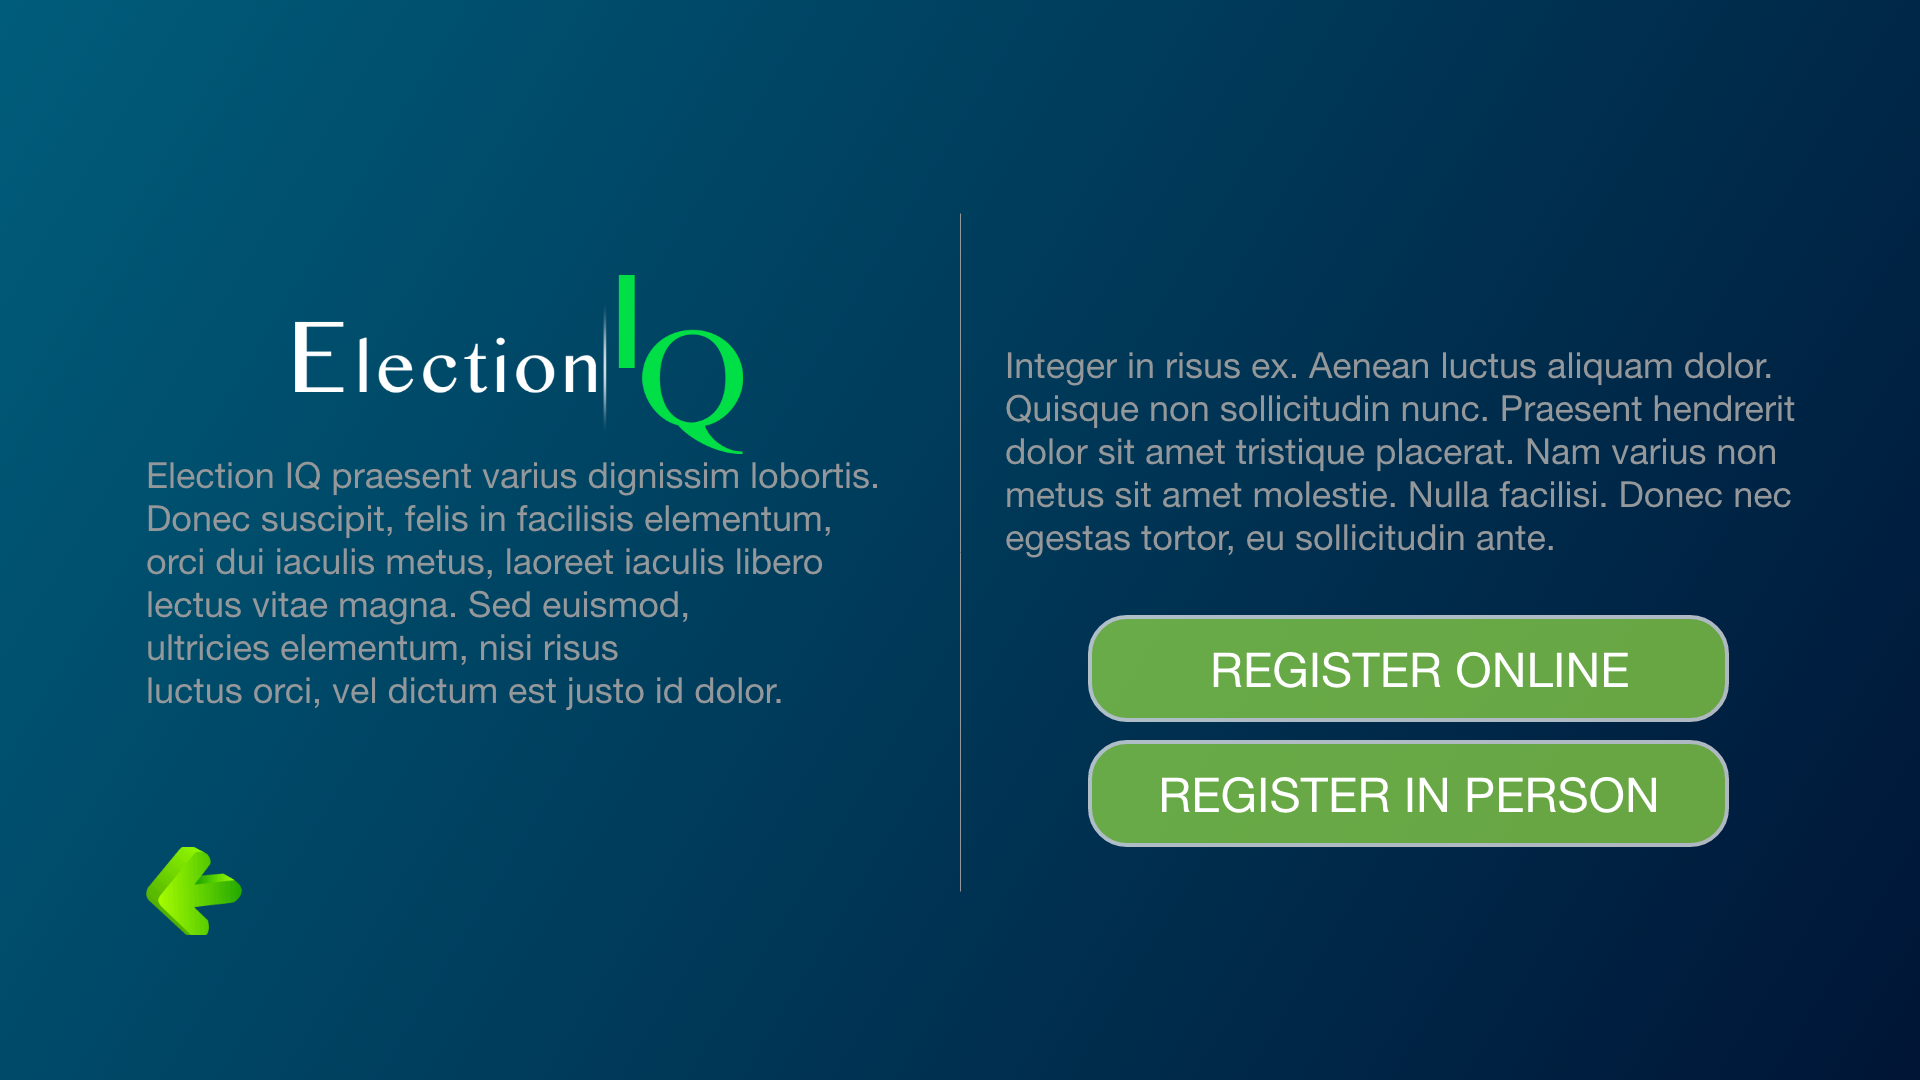 Election IQ
Election IQ praesent varius dignissim lobortis.
Donec suscipit, felis in facilisis elementum,
orci dui iaculis metus, laoreet iaculis libero
lectus vitae magna. Sed euismod,
ultricies elementum, nisi risus
luctus orci, vel dictum est justo id dolor.
Integer in risus ex. Aenean luctus aliquam dolor.
Quisque non sollicitudin nunc. Praesent hendrerit
dolor sit amet tristique placerat. Nam varius non
metus sit amet molestie. Nulla facilisi. Donec nec
egestas tortor, eu sollicitudin ante.
REGISTER ONLINE
REGISTER IN PERSON